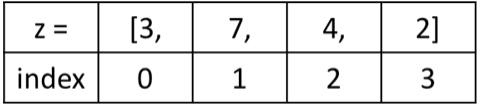 z = [3, 7, 4, 2]
index 0 1 2 3